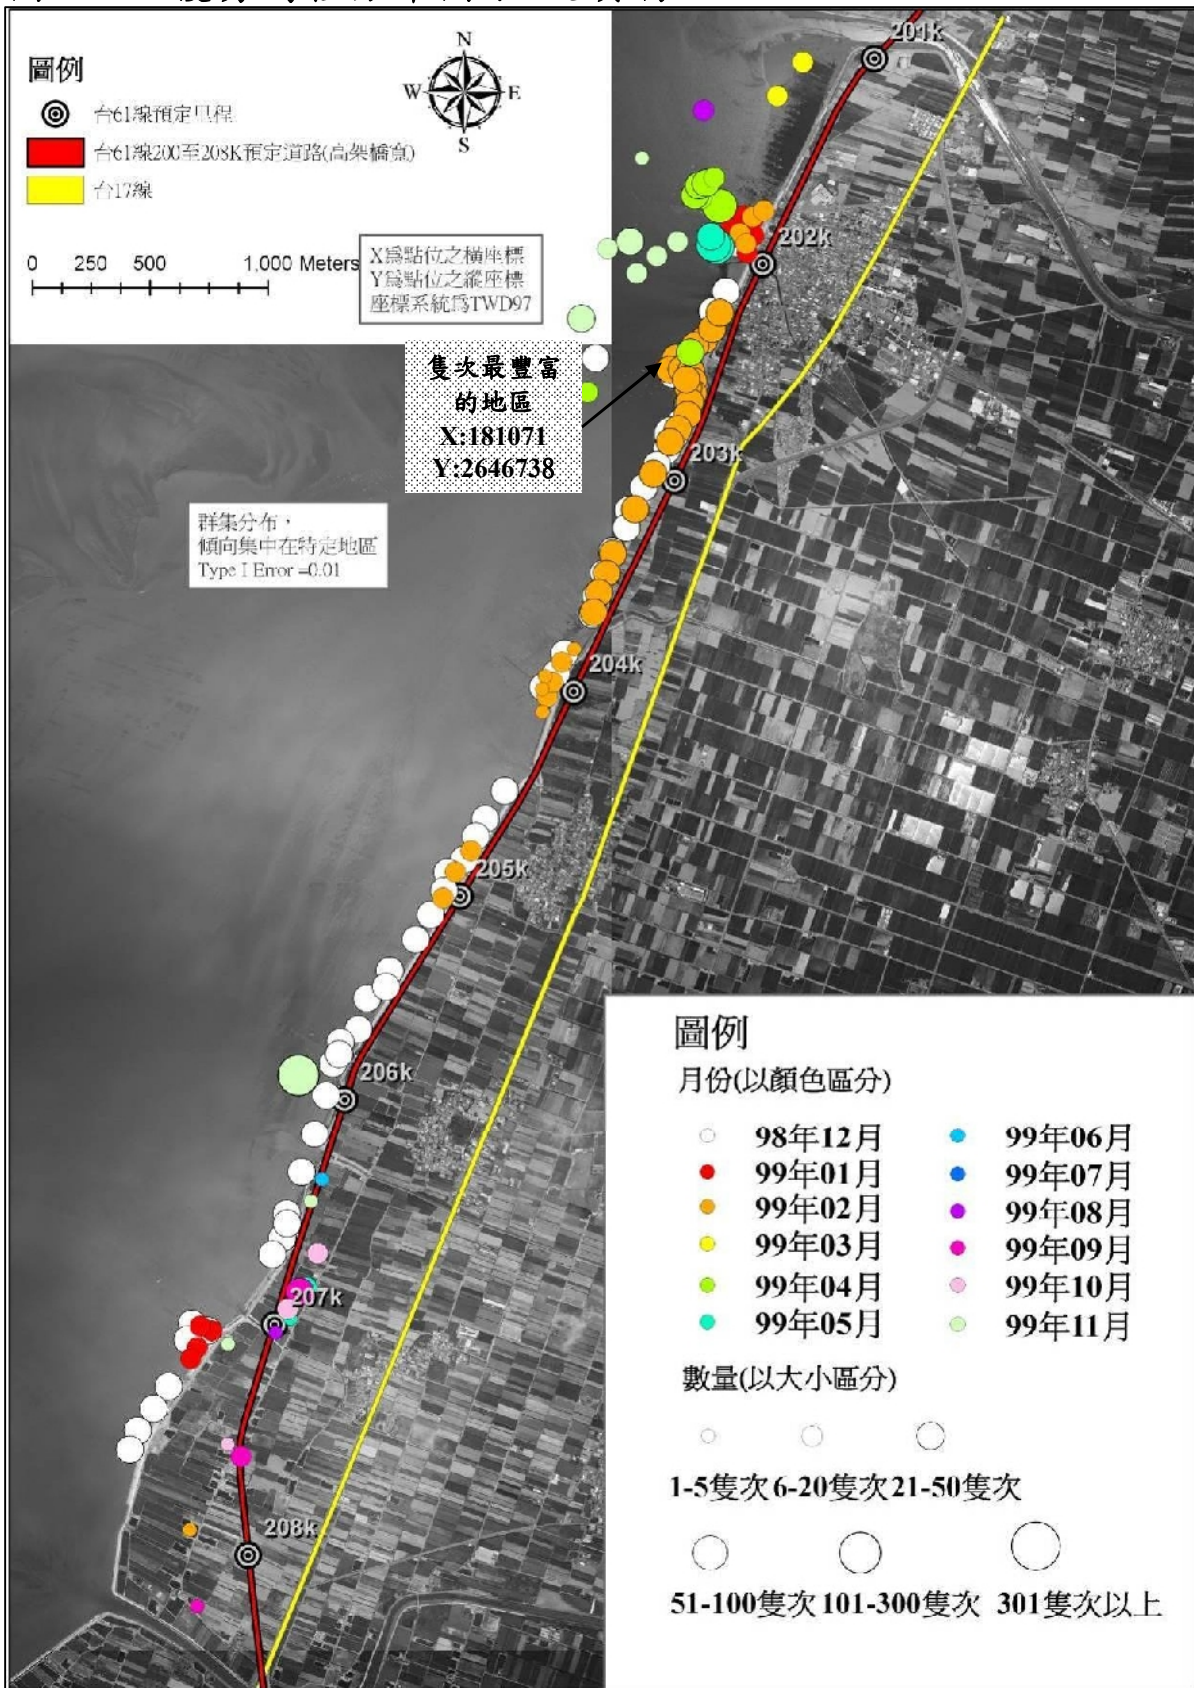 圖例
台61線預定里程
台61線200至208K預定道路(高架橋寬)
台17線
N
W
E
S
0 250 500 1,000 Meters
X為點位之橫座標
Y為點位之縱座標
座標系統為TWD97
隻次最豐富
的地區
X:181071
Y:2646738
群集分布，
傾向集中在特定地區
Type I Error =0.01
201k
202k
203k
204k
205k
206k
207k
208k
圖例
月份(以顏色區分)
98年12月
99年01月
99年02月
99年03月
99年04月
99年05月
99年06月
99年07月
99年08月
99年09月
99年10月
99年11月
數量(以大小區分)
1-5隻次 6-20隻次 21-50隻次
51-100隻次 101-300隻次 301隻次以上